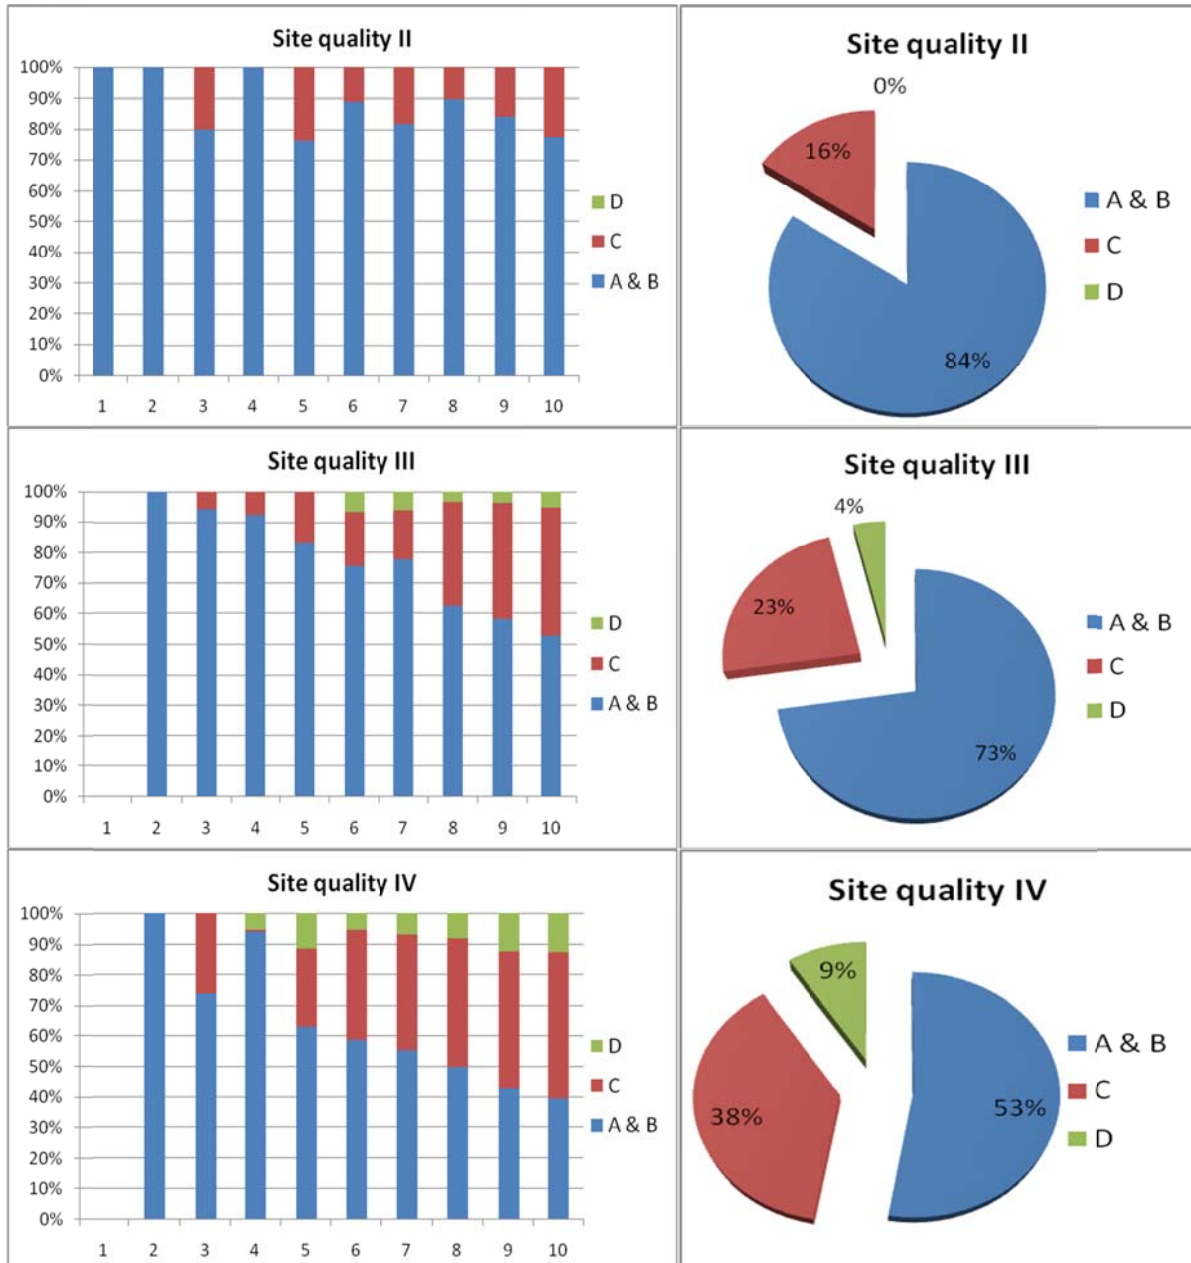 Site quality II
100%
90%
80%
70%
60%
50%
40%
30%
20%
10%
0%
1 2 3 4 5 6 7 8 9 10
D
C
A & B
Site quality II
0%
16%
84%
A & B
C
D
Site quality III
100%
90%
80%
70%
60%
50%
40%
30%
20%
10%
0%
1 2 3 4 5 6 7 8 9 10
D
C
A & B
Site quality III
4%
23%
73%
A & B
C
D
Site quality IV
100%
90%
80%
70%
60%
50%
40%
30%
20%
10%
0%
1 2 3 4 5 6 7 8 9 10
D
C
A & B
Site quality IV
9%
38%
53%
A & B
C
D